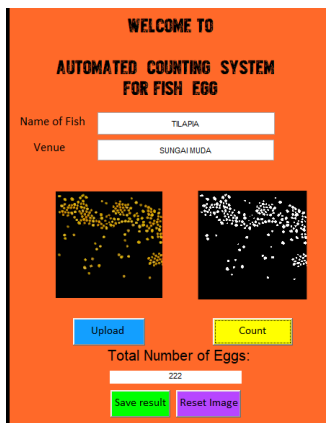 WELCOME TO
AUTOMATED COUNTING SYSTEM
FOR FISH EGG
Name of Fish
TILAPIA
Venue
SUNGAI MUDA
Upload
Count
Total Number of Eggs:
222
Save result
Reset Image